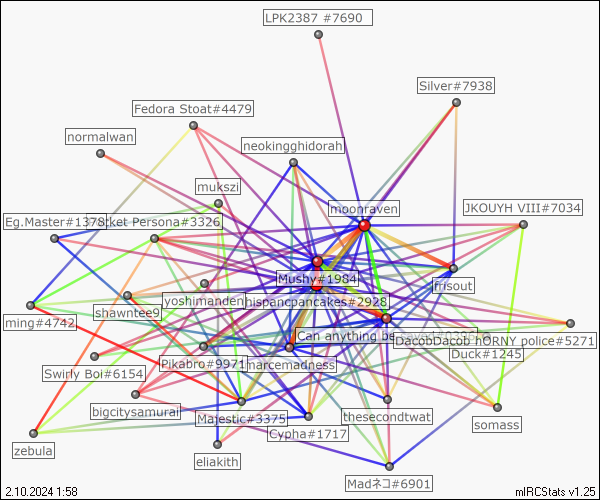 LPK2387 #7690
Silver#7938
Fedora Stoat#4479
normalwan
neokingghidorah
mukszi
moonraven
JKOUYH VIII#7034
Eg.Master#1378
ket Persona#3326
Mushy#1984
frisout
yoshimanden
hispancpancakes#2928
shawntee9
ming#4742
Can anything be
DacobDacob hORNY police#5271
Duck#1245
Swirly Boi#6154
Pikabro#9971
marcemadness
bigcitysamurai
Majestic#3375
thesecondtwat
somass
Cypha#1717
zebula
eliakith
Madネコ#6901
2.10.2024 1:58
mIRCStats v1.25